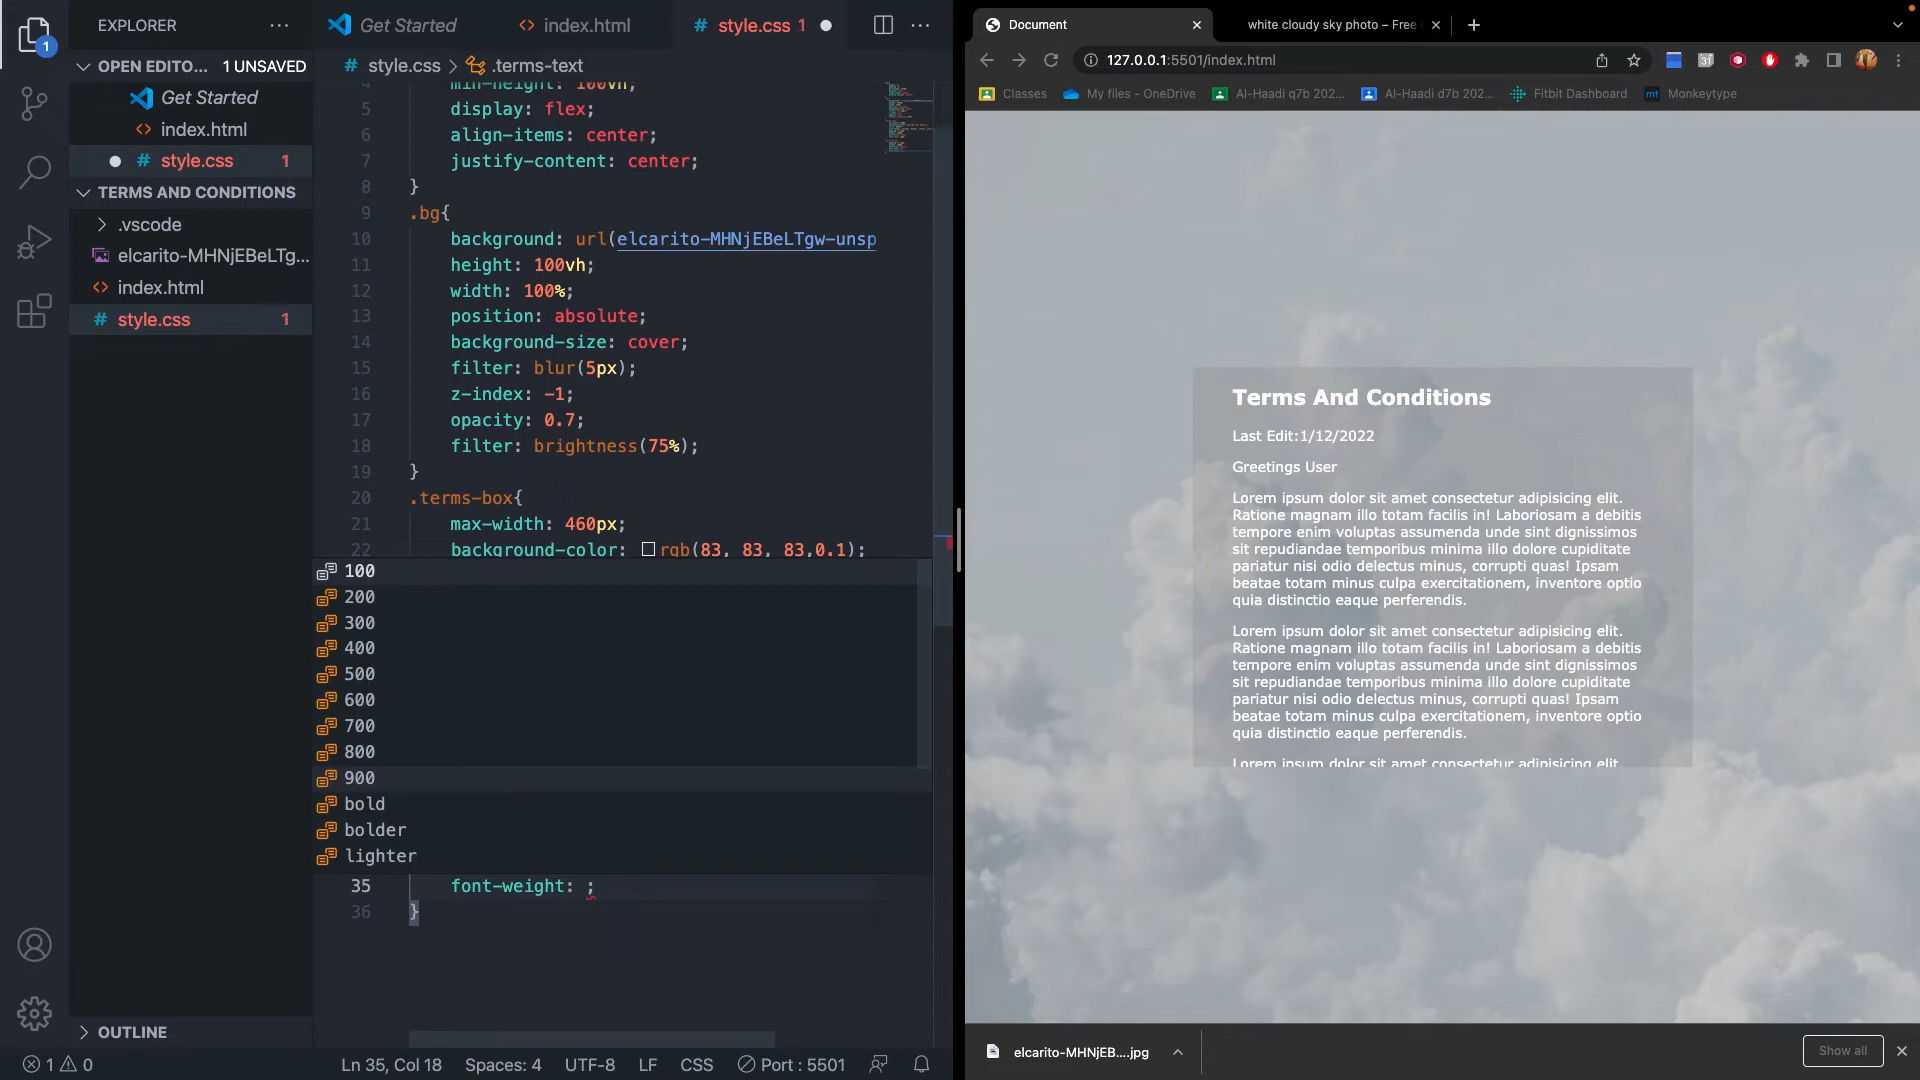 EXPLORER
1
OPEN EDITO... 1 UNSAVED
Get Started
index.html
style.css 1
TERMS AND CONDITIONS
.vscode
elcarito-MHNjEBeLTg...
index.html
style.css 1
OUTLINE
Get Started
index.html
# style.css 1
# style.css > .terms-text
4 min-height: 100vh;
5 display: flex;
6 align-items: center;
7 justify-content: center;
8 }
9 .bg{
10 background: url(elcarito-MHNjEBeLTgw-unsp
11 height: 100vh;
12 width: 100%;
13 position: absolute;
14 background-size: cover;
15 filter: blur(5px);
16 z-index: -1;
17 opacity: 0.7;
18 filter: brightness(75%);
19 }
20 .terms-box{
21 max-width: 460px;
22 background-color: rgb(83, 83, 83,0.1);
100
200
300
400
500
600
700
800
900
bold
bolder
lighter
35 font-weight: ;
36 }
1 0
Ln 35, Col 18 Spaces: 4 UTF-8 LF CSS Port : 5501
Document
white cloudy sky photo – Free
127.0.0.1:5501/index.html
Classes My files - OneDrive Al-Haadi q7b 202... Al-Haadi d7b 202... Fitbit Dashboard mt Monkeytype
Terms And Conditions
Last Edit:1/12/2022
Greetings User
Lorem ipsum dolor sit amet consectetur adipisicing elit.
Ratione magnam illo totam facilis in! Laboriosam a debitis
tempore enim voluptas assumenda unde sint dignissimos
sit repudiandae temporibus minima illo dolore cupiditate
pariatur nisi odio delectus minus, corrupti quas! Ipsam
beatae totam minus culpa exercitationem, inventore optio
quia distinctio eaque perferendis.
Lorem ipsum dolor sit amet consectetur adipisicing elit.
Ratione magnam illo totam facilis in! Laboriosam a debitis
tempore enim voluptas assumenda unde sint dignissimos
sit repudiandae temporibus minima illo dolore cupiditate
pariatur nisi odio delectus minus, corrupti quas! Ipsam
beatae totam minus culpa exercitationem, inventore optio
quia distinctio eaque perferendis.
Lorem ipsum dolor sit amet consectetur adipisicing elit.
elcarito-MHNjEB....jpg
Show all